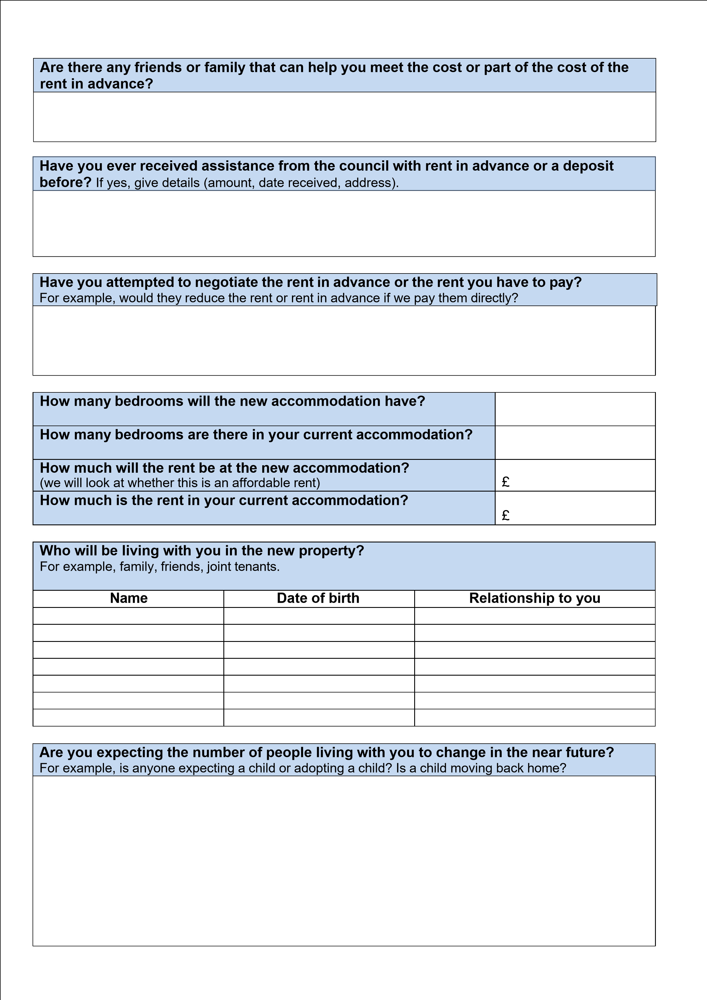 Are there any friends or family that can help you meet the cost or part of the cost of the
rent in advance?
Have you ever received assistance from the council with rent in advance or a deposit
before? If yes, give details (amount, date received, address).
Have you attempted to negotiate the rent in advance or the rent you have to pay?
For example, would they reduce the rent or rent in advance if we pay them directly?
How many bedrooms will the new accommodation have?
How many bedrooms are there in your current accommodation?
How much will the rent be at the new accommodation?
(we will look at whether this is an affordable rent)
£
How much is the rent in your current accommodation?
£
Who will be living with you in the new property?
For example, family, friends, joint tenants.
Name Date of birth Relationship to you
Are you expecting the number of people living with you to change in the near future?
For example, is anyone expecting a child or adopting a child? Is a child moving back home?